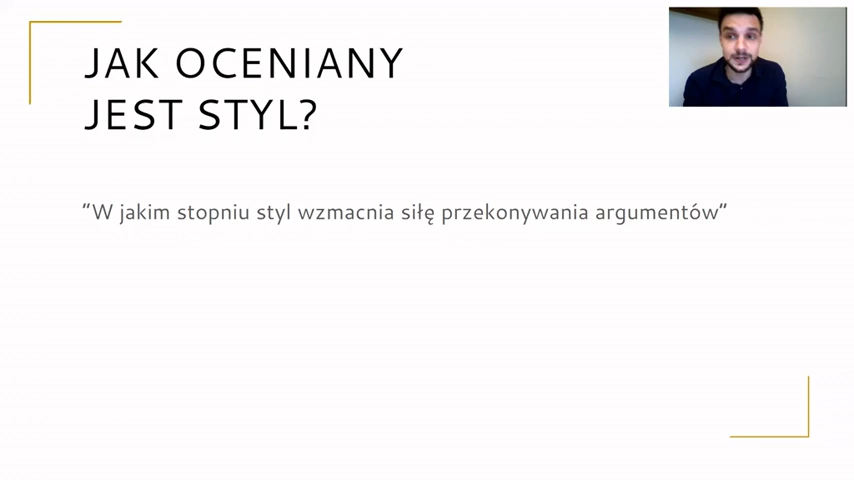 JAK OCENIANY
JEST STYL?
"W jakim stopniu styl wzmacnia siłę przekonywania argumentów"